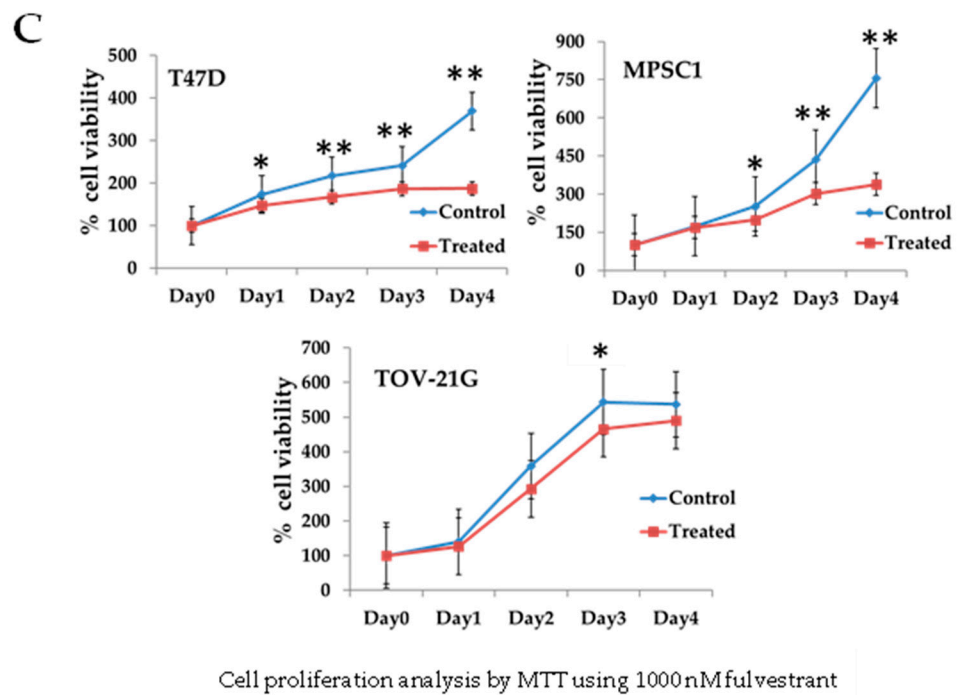 C
T47D
% cell viability
500
400
300
200
100
0
* ** ** **
Control
Treated
Day0 Day1 Day2 Day3 Day4
MPSC1
% cell viability
900
750
600
450
300
150
0
* ** **
Control
Treated
Day0 Day1 Day2 Day3 Day4
TOV-21G
% cell viability
700
600
500
400
300
200
100
0
*
Control
Treated
Day0 Day1 Day2 Day3 Day4
Cell proliferation analysis by MTT using 1000 nM fulvestrant